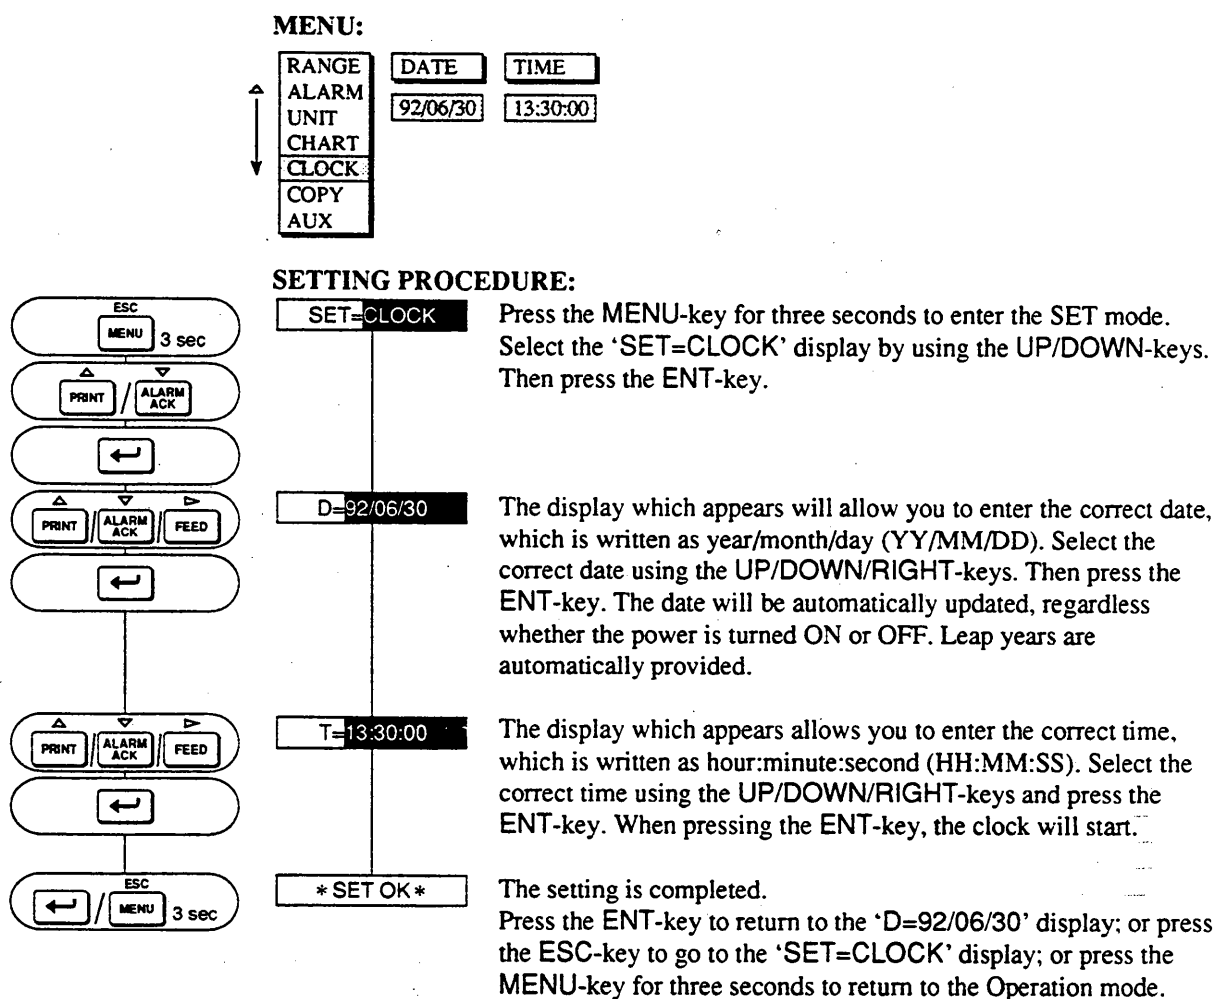 MENU:
RANGE
ALARM
UNIT
CHART
CLOCK
COPY
AUX
DATE
TIME
92/06/30
13:30:00
SETTING PROCEDURE:
ESC
MENU 3 sec
PRINT / ALARM ACK
SET=CLOCK
Press the MENU-key for three seconds to enter the SET mode.
Select the ‘SET=CLOCK’ display by using the UP/DOWN-keys.
Then press the ENT-key.
PRINT / ALARM ACK / FEED
D=92/06/30
The display which appears will allow you to enter the correct date,
which is written as year/month/day (YY/MM/DD). Select the
correct date using the UP/DOWN/RIGHT-keys. Then press the
ENT-key. The date will be automatically updated, regardless
whether the power is turned ON or OFF. Leap years are
automatically provided.
PRINT / ALARM ACK / FEED
T=13:30:00
The display which appears allows you to enter the correct time,
which is written as hour:minute:second (HH:MM:SS). Select the
correct time using the UP/DOWN/RIGHT-keys and press the
ENT-key. When pressing the ENT-key, the clock will start.
ESC
/ MENU 3 sec
* SET OK *
The setting is completed.
Press the ENT-key to return to the ‘D=92/06/30’ display; or press
the ESC-key to go to the ‘SET=CLOCK’ display; or press the
MENU-key for three seconds to return to the Operation mode.